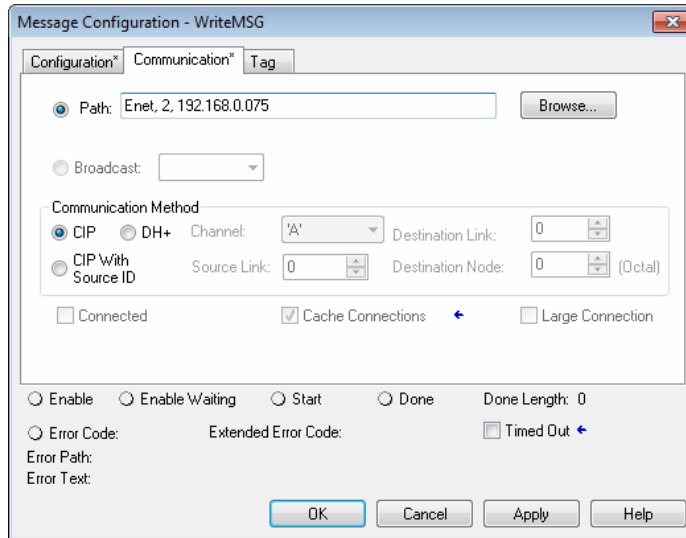 Message Configuration - WriteMSG
Configuration* Communication* Tag
Path: Enet, 2, 192.168.0.075 Browse...
Broadcast:
Communication Method
CIP DH+ Channel: 'A' Destination Link: 0
CIP With Source ID Source Link: 0 Destination Node: 0 (Octal)
Connected Cache Connections Large Connection
Enable Enable Waiting Start Done Done Length: 0
Error Code: Extended Error Code: Timed Out
Error Path:
Error Text:
OK Cancel Apply Help